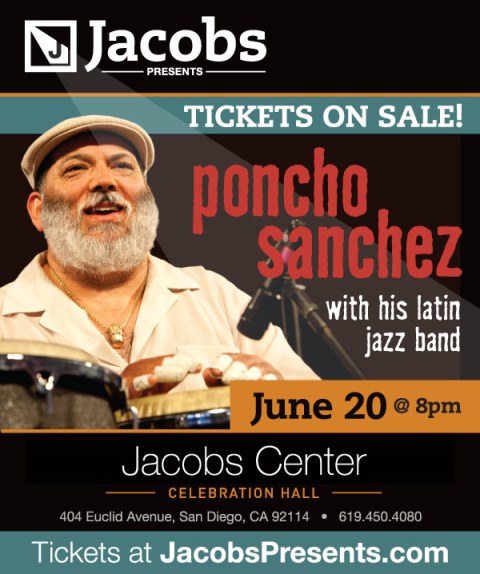 Jacobs
PRESENTS
TICKETS ON SALE!
poncho
sanchez
with his latin
jazz band
June 20 @ 8pm
Jacobs Center
CELEBRATION HALL
404 Euclid Avenue, San Diego, CA 92114 • 619.450.4080
Tickets at JacobsPresents.com